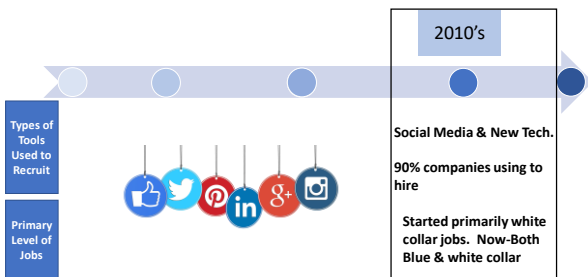 2010's
Types of
Tools
Used to
Recruit
Social Media & New Tech.
90% companies using to
hire
in
g+
Primary
Level of
Jobs
Started primarily white
collar jobs. Now-Both
Blue & white collar